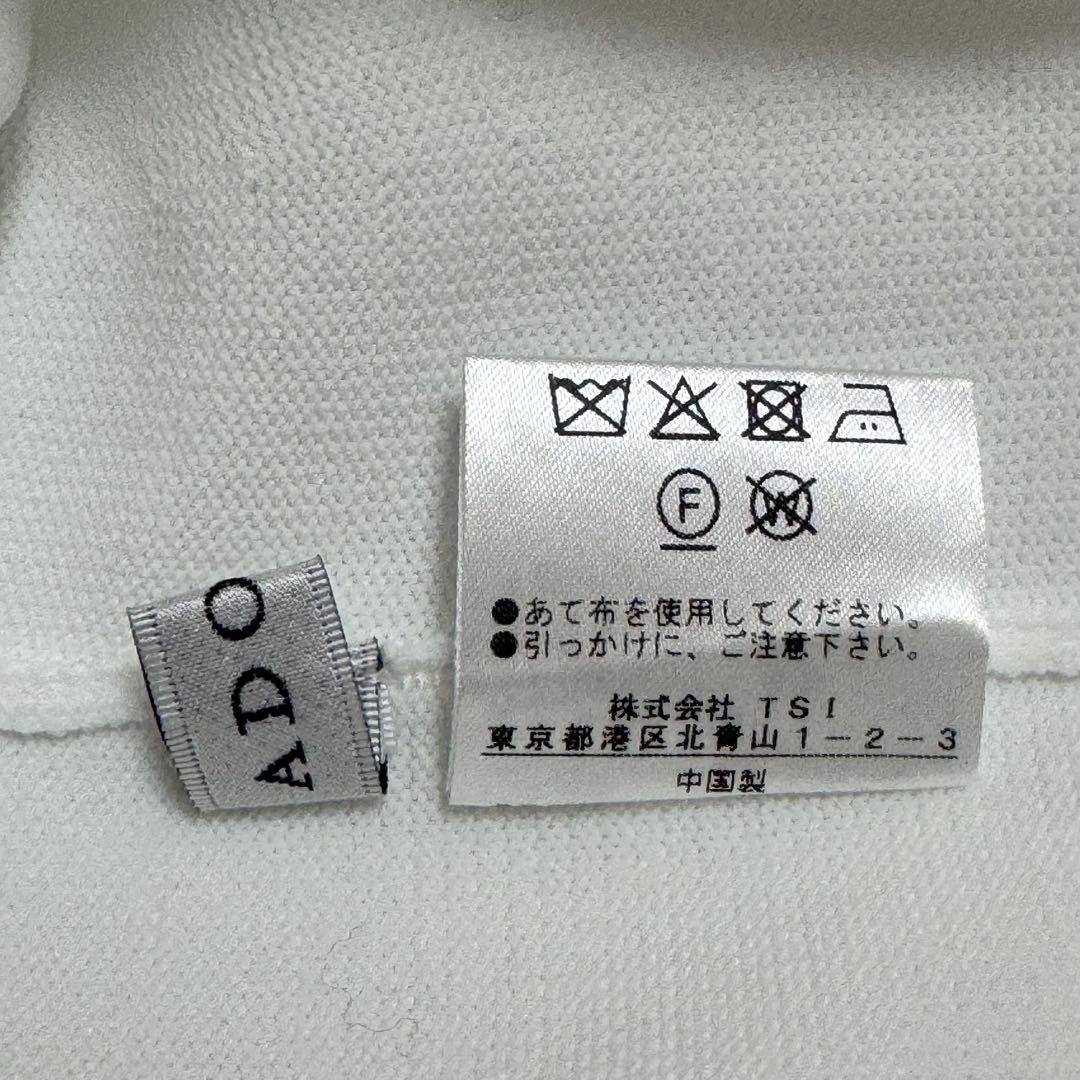 ADO
F
W
●あて布を使用してください。
●引っかけに、ご注意下さい。
株式会社 TSI
東京都港区北青山1-2-3
中国製